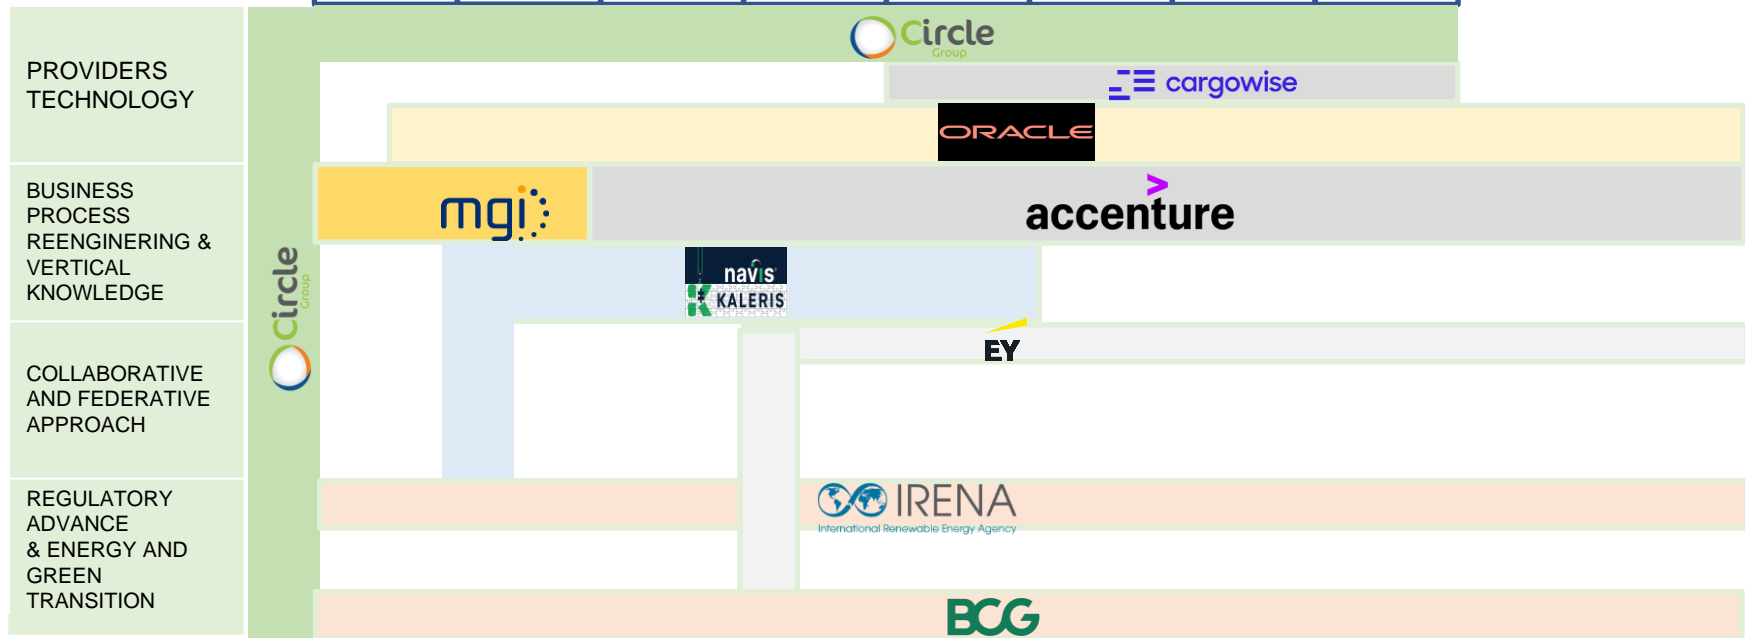 Circle
Group
PROVIDERS
TECHNOLOGY
cargowise
ORACLE
BUSINESS
PROCESS
REENGINERING &
VERTICAL
KNOWLEDGE
mgi
accenture
Circle
Group
navis
KALERIS
EY
COLLABORATIVE
AND FEDERATIVE
APPROACH
REGULATORY
ADVANCE
& ENERGY AND
GREEN
TRANSITION
IRENA
International Renewable Energy Agency
BCG